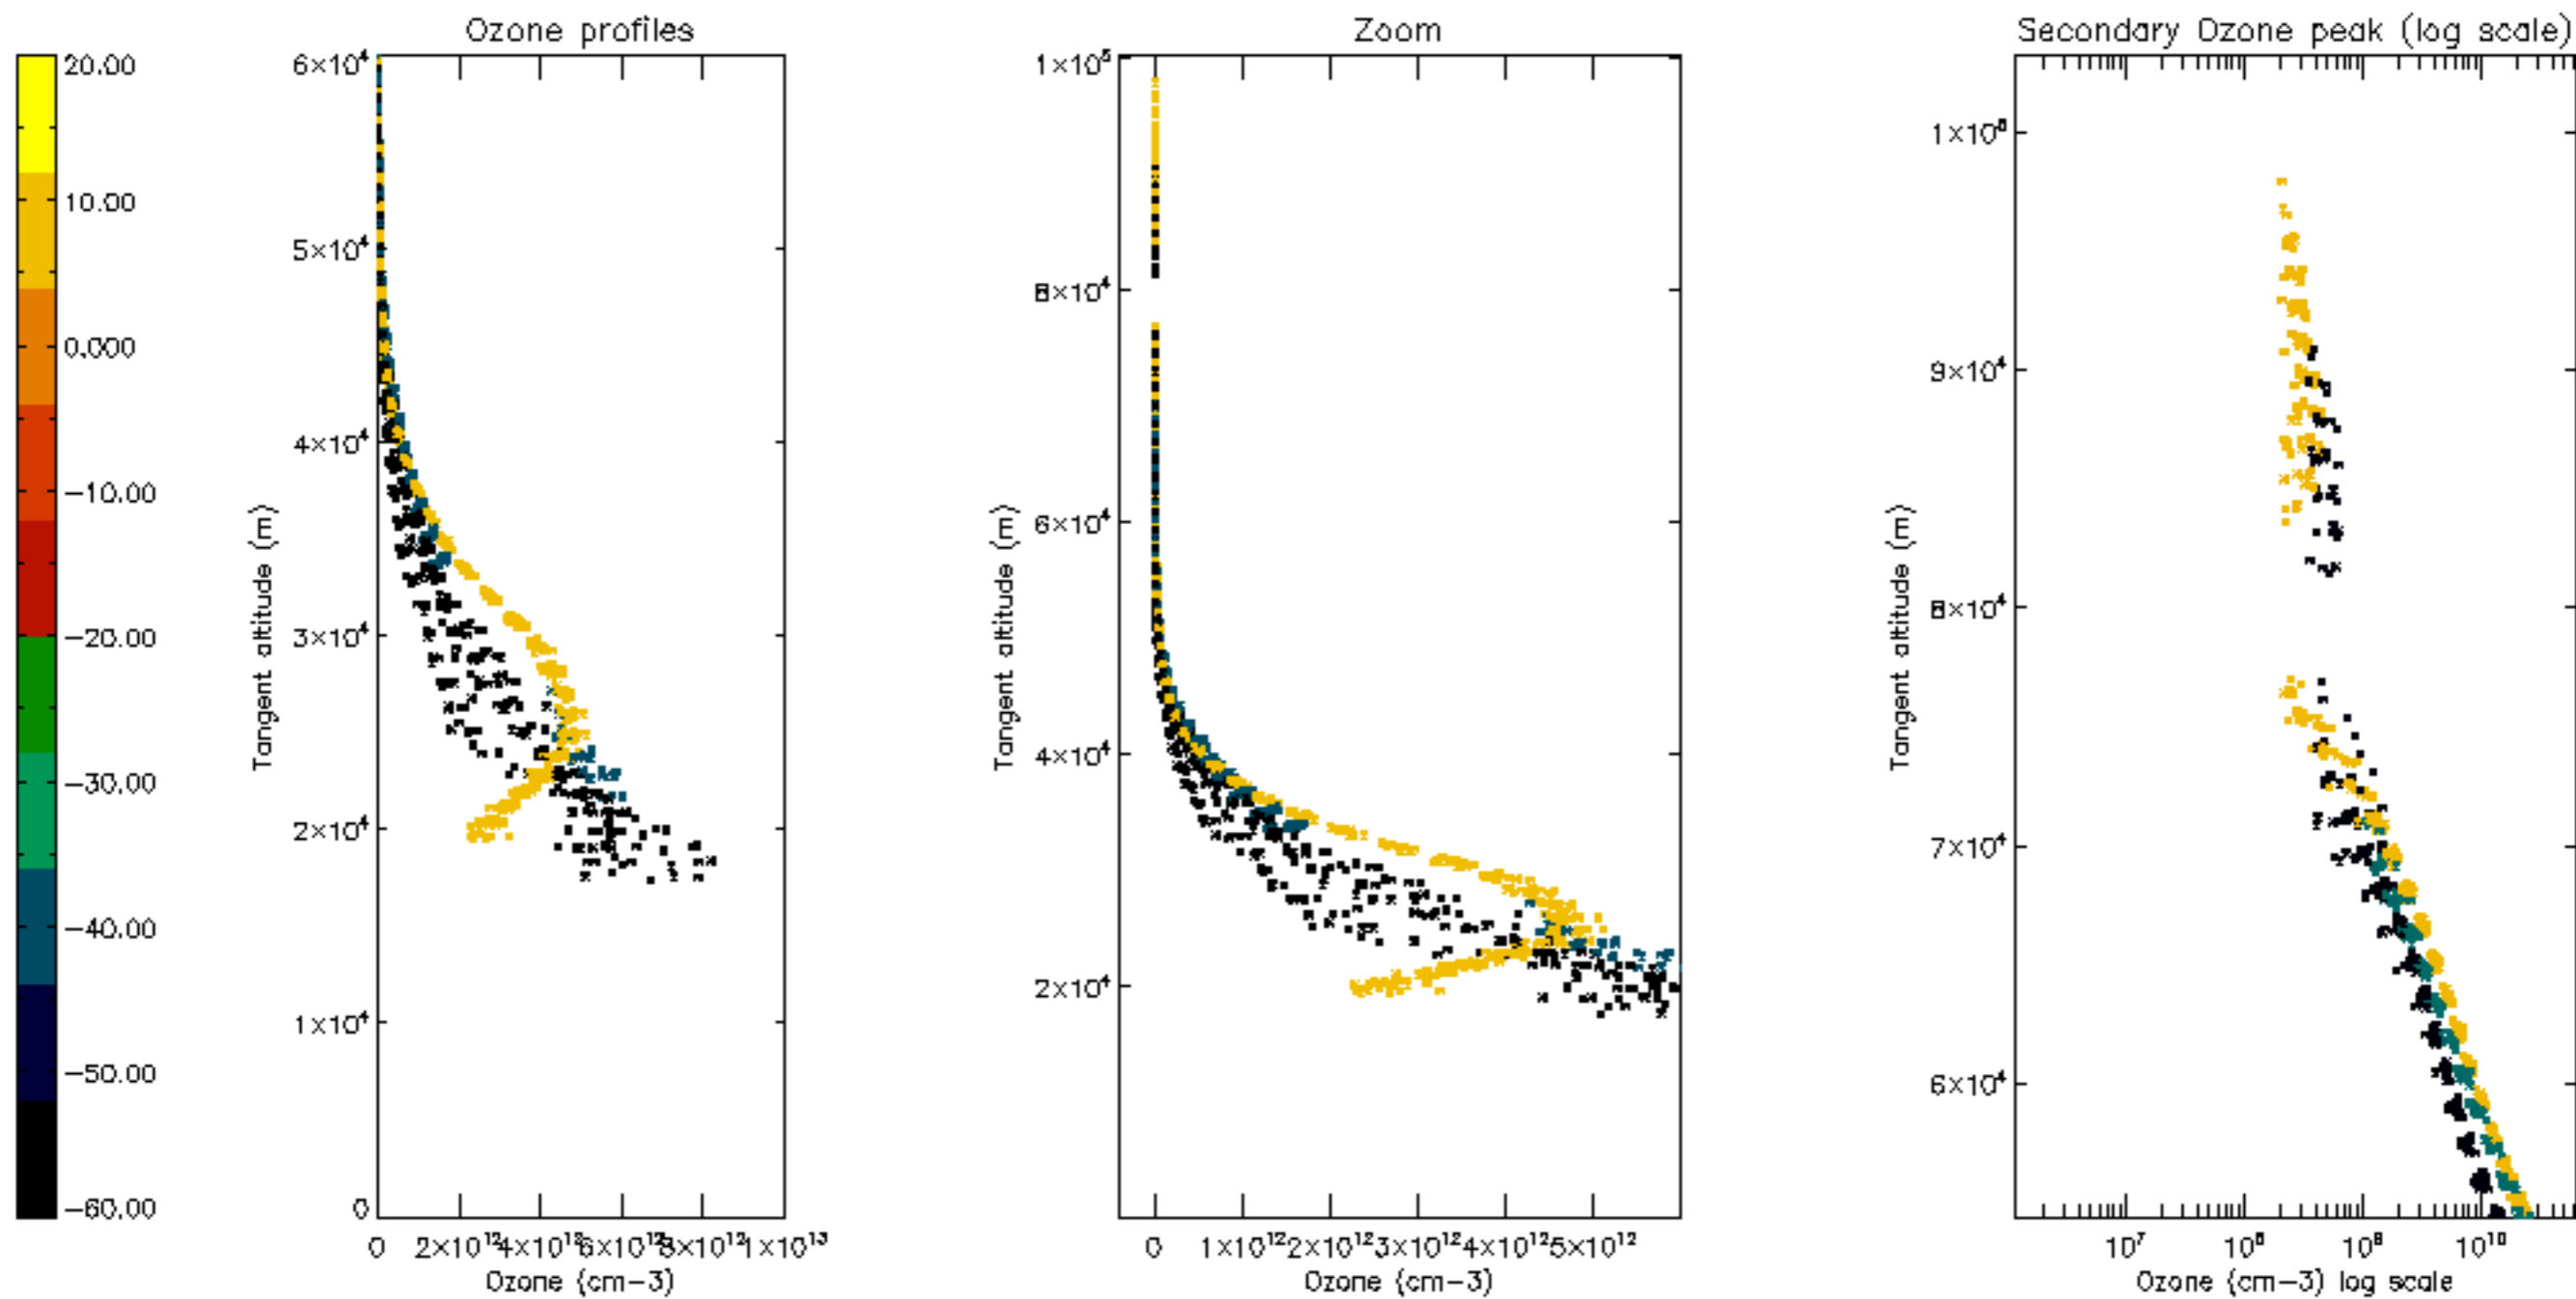 Ozone profiles
Zoom
Secondary Ozone peak (log scale)
20.00
10.00
0.000
−10.00
−20.00
−30.00
−40.00
−50.00
−60.00
Tangent altitude (m)
6×10⁴
5×10⁴
4×10⁴
3×10⁴
2×10⁴
1×10⁴
0
0 2×10¹² 4×10¹² 6×10¹² 8×10¹² 1×10¹³
Ozone (cm−3)
Tangent altitude (m)
1×10⁵
8×10⁴
6×10⁴
4×10⁴
2×10⁴
0 1×10¹² 2×10¹² 3×10¹² 4×10¹² 5×10¹²
Ozone (cm−3)
Tangent altitude (m)
1×10⁵
9×10⁴
8×10⁴
7×10⁴
6×10⁴
10⁷ 10⁸ 10⁹ 10¹⁰
Ozone (cm−3) log scale